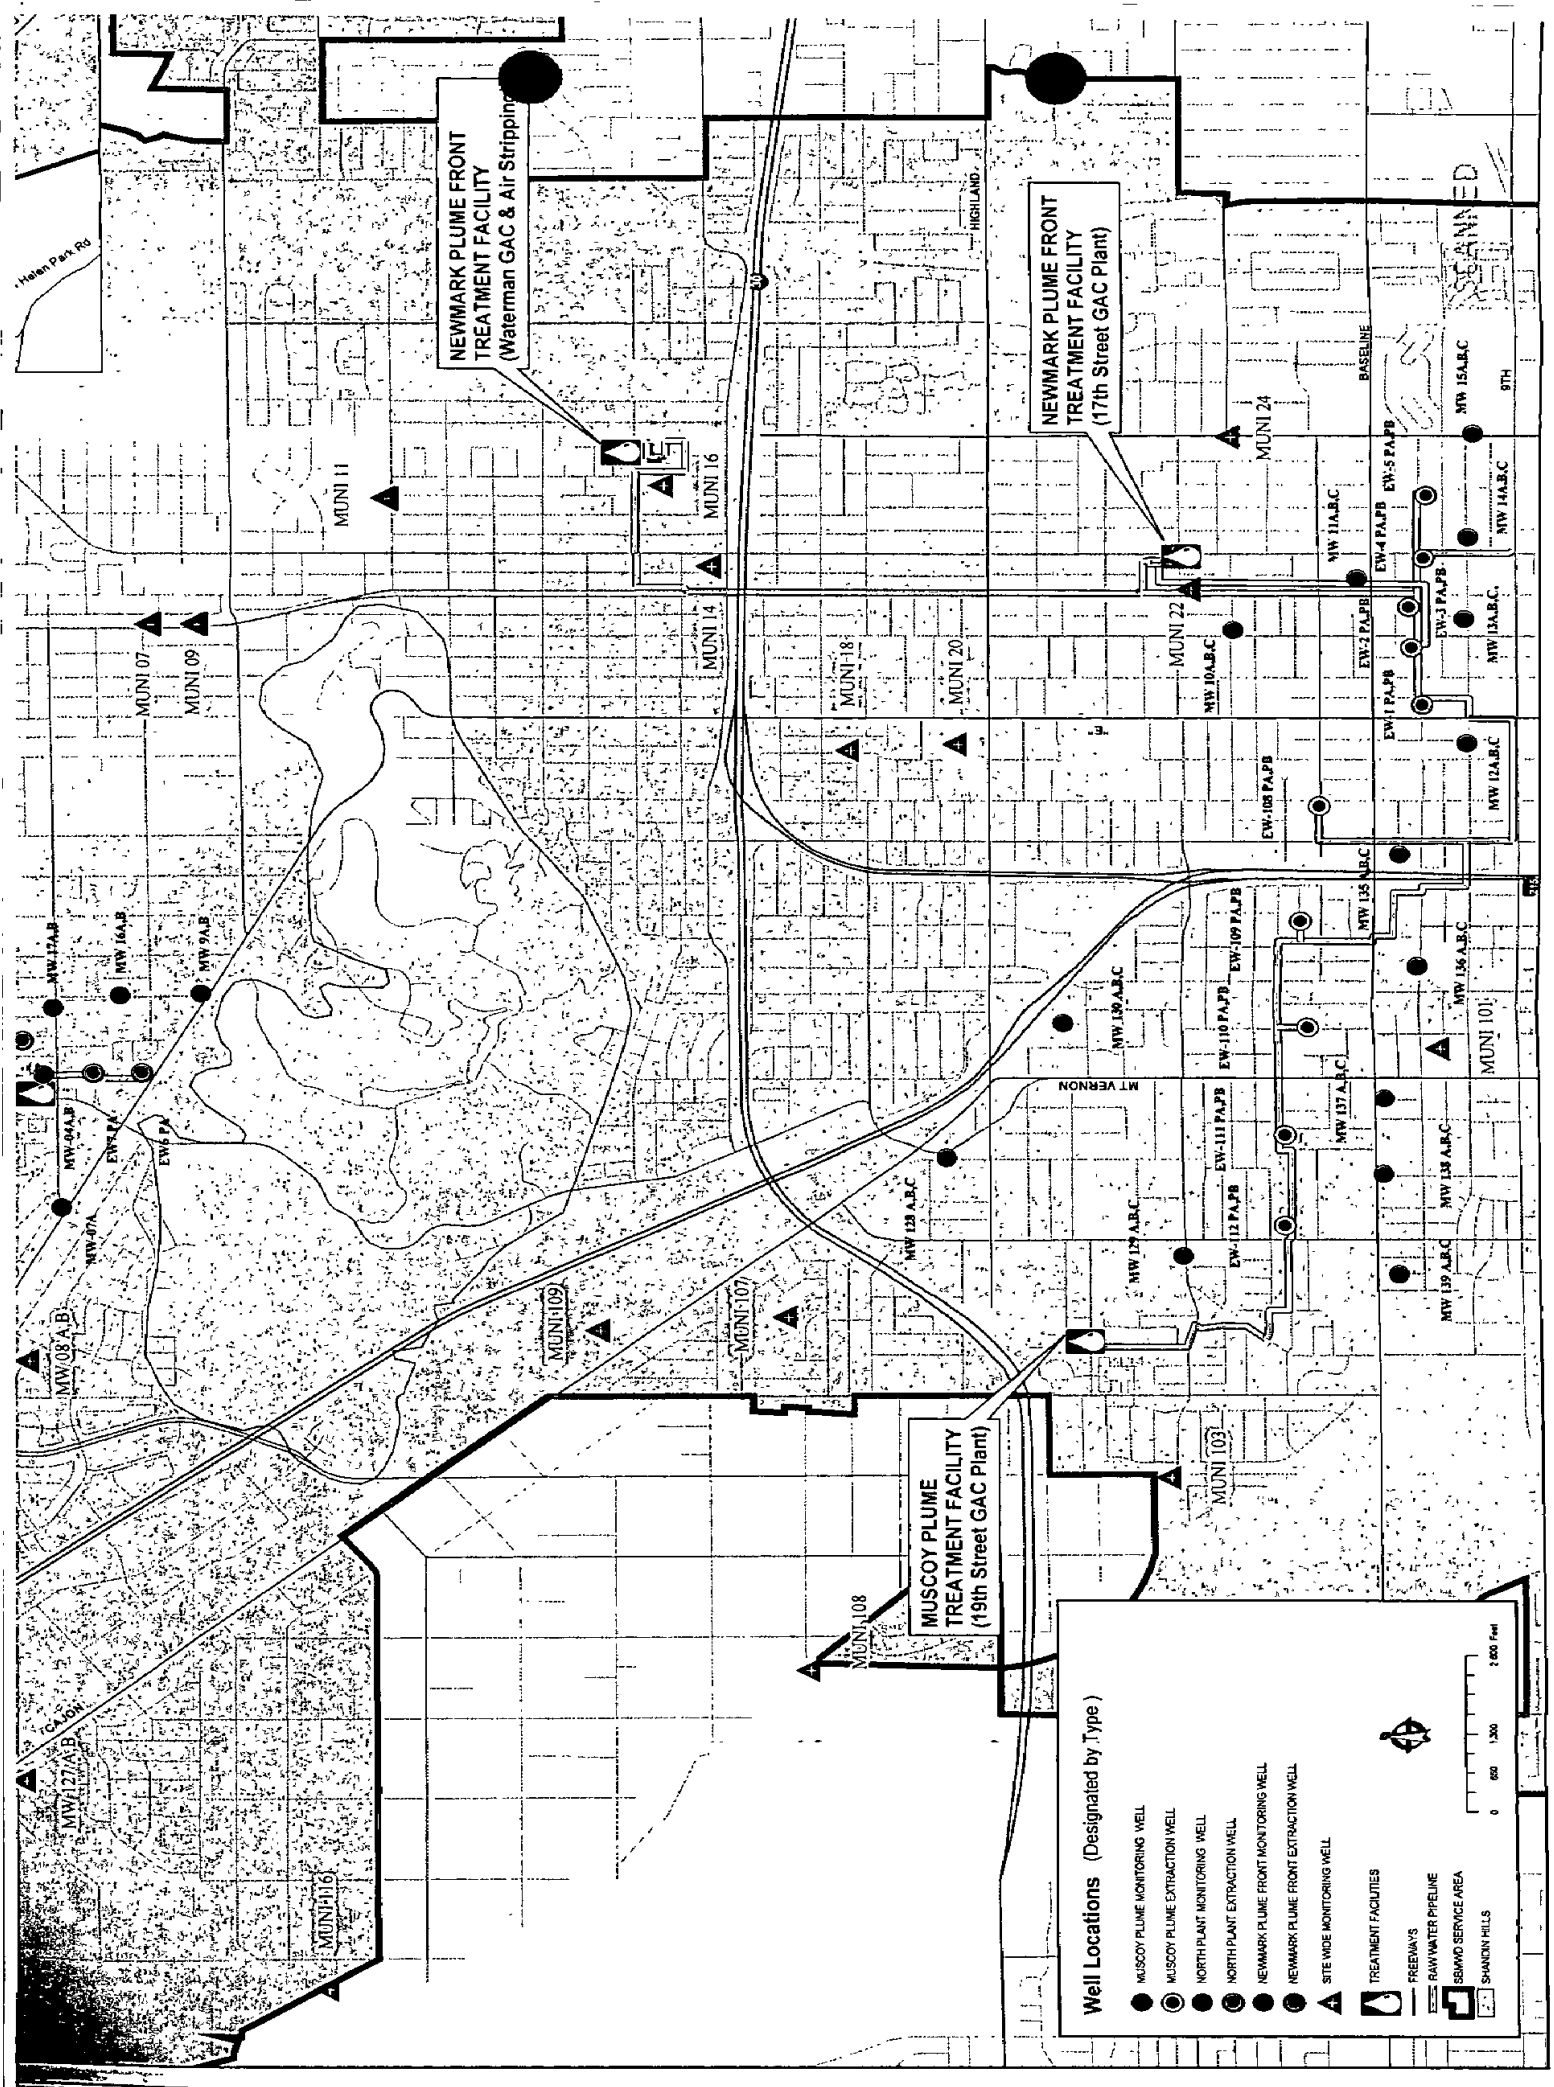 Helen Park Rd
NEWMARK PLUME FRONT
TREATMENT FACILITY
(Waterman GAC & Air Stripping
HIGHLAND
NEWMARK PLUME FRONT
TREATMENT FACILITY
(17th Street GAC Plant)
SCANNED
BASELINE
9TH
MUNI 11
MUNI 16
MUNI 24
MW 15A,B,C
EW-5 PA,PB
MW 14A,B,C
MW 11A,B,C
EW-4 PA,PB
MUNI 07
MUNI 09
MUNI 14
MUNI 18
MUNI 20
MUNI 22
MW 10A,B,C
EW-2 PA,PB
EW-3 PA,PB
MW 13A,B,C,
EW-1 PA,PB
"E"
EW-108 PA,PB
MW 12A,B,C
MW 17A,B
MW 16A,B
MW 9A,B
MW 135 A,B,C
EW-109 PA,PB
MW 136 A,B,C
MW 130 A,B,C
EW-110 PA,PB
MUNI 101
MT VERNON
MW-04A,B
EW7 PA
EW6 PA
EW-111 PA,PB
MW 137 A,B,C
MW-07A
MW 128 A,B,C
MW 129 A,B,C
EW-112 PA,PB
MW 138 A,B,C
MW 139 A,B,C
MW 08 A,B
MUNI 109
MUNI 107
MUNI 103
MUSCOY PLUME
TREATMENT FACILITY
(19th Street GAC Plant)
MUNI 108
CAJON
MW 127 A,B
MUNI 116
Well Locations (Designated by Type )
MUSCOY PLUME MONITORING WELL
MUSCOY PLUME EXTRACTION WELL
NORTH PLANT MONITORING WELL
NORTH PLANT EXTRACTION WELL
NEWMARK PLUME FRONT MONITORING WELL
NEWMARK PLUME FRONT EXTRACTION WELL
SITE WIDE MONITORING WELL
TREATMENT FACILITIES
FREEWAYS
RAW WATER PIPELINE
SBMWD SERVICE AREA
SHANDIN HILLS
0 650 1,300 2,600 Feet